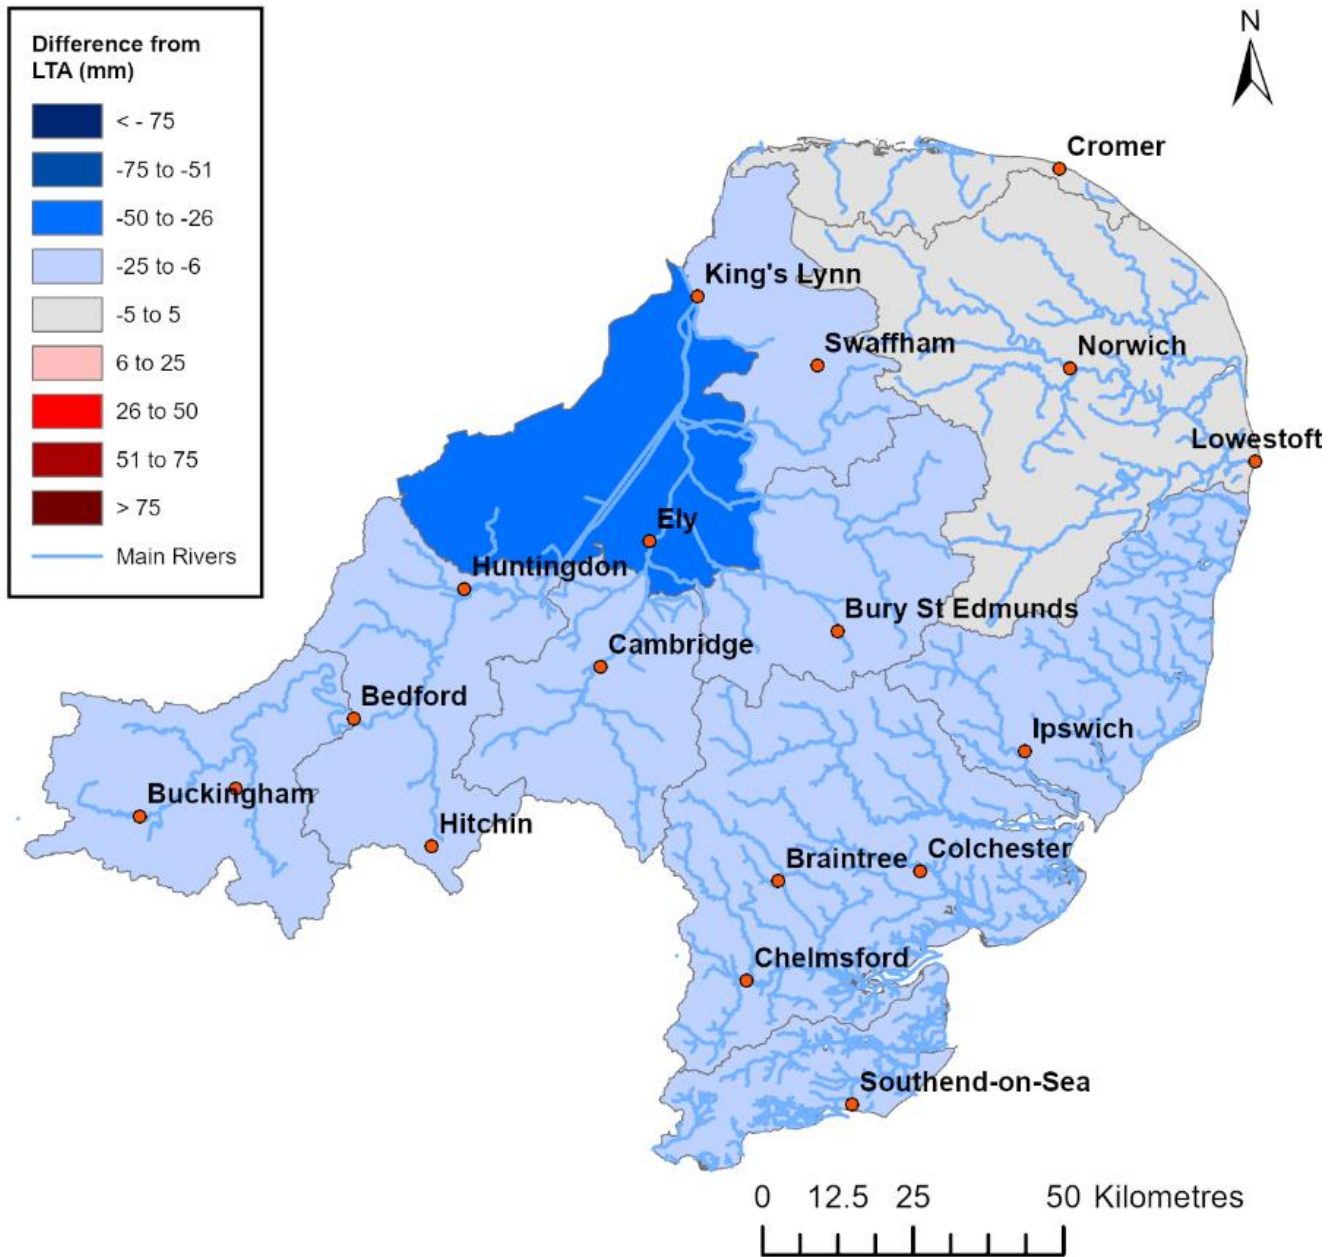 Difference from
LTA (mm)
< - 75
-75 to -51
-50 to -26
-25 to -6
-5 to 5
6 to 25
26 to 50
51 to 75
> 75
Main Rivers
N
Cromer
King's Lynn
Swaffham
Norwich
Lowestoft
Ely
Huntingdon
Bury St Edmunds
Cambridge
Bedford
Ipswich
Buckingham
Hitchin
Braintree
Colchester
Chelmsford
Southend-on-Sea
0 12.5 25 50 Kilometres